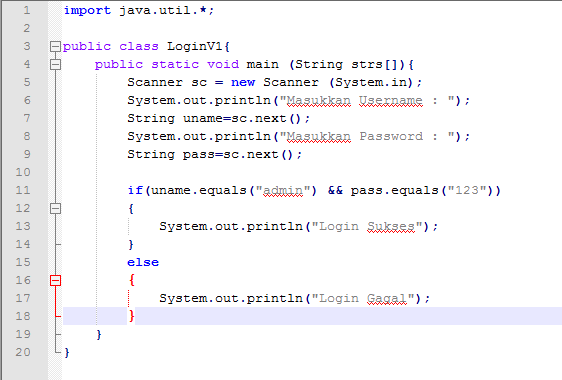 1 import java.util.*;
2
3 public class LoginV1{
4     public static void main (String strs[]){
5         Scanner sc = new Scanner (System.in);
6         System.out.println("Masukkan Username : ");
7         String uname=sc.next();
8         System.out.println("Masukkan Password : ");
9         String pass=sc.next();
10
11         if(uname.equals("admin") && pass.equals("123"))
12         {
13             System.out.println("Login Sukses");
14         }
15         else
16         {
17             System.out.println("Login Gagal");
18         }
19     }
20 }